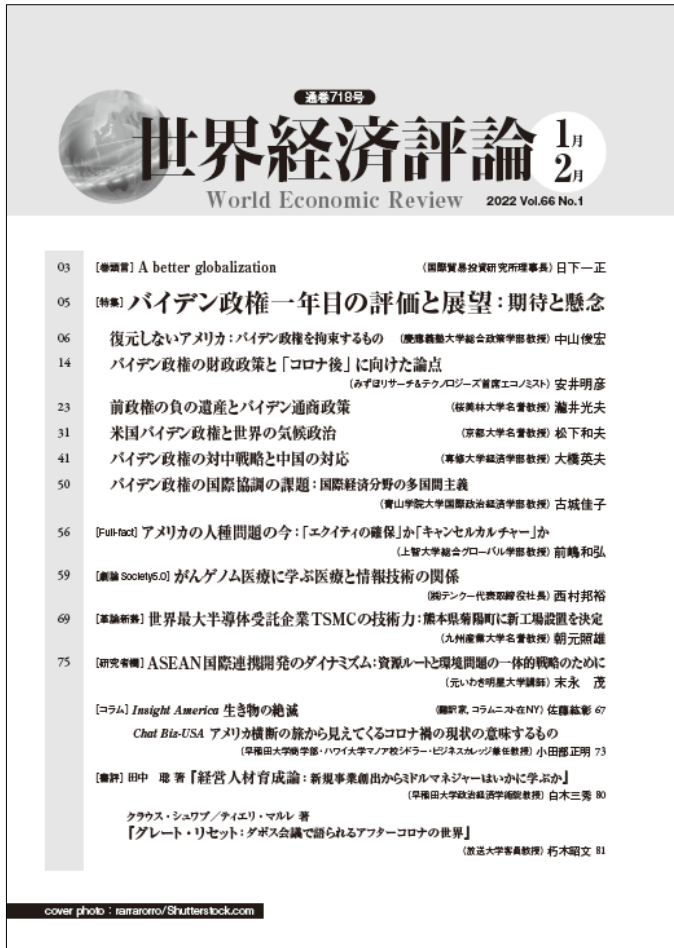 通巻718号
世界経済評論
1月
2月
World Economic Review
2022 Vol.66 No.1
03 [巻頭言] A better globalization (国際貿易投資研究所理事長) 日下一正
05 [特集] バイデン政権一年目の評価と展望：期待と懸念
06 復元しないアメリカ：バイデン政権を拘束するもの (慶應義塾大学総合政策学部教授) 中山俊宏
14 バイデン政権の財政政策と「コロナ後」に向けた論点
(みずほリサーチ&テクノロジーズ首席エコノミスト) 安井明彦
23 前政権の負の遺産とバイデン通商政策 (桜美林大学名誉教授) 瀧井光夫
31 米国バイデン政権と世界の気候政治 (京都大学名誉教授) 松下和夫
41 バイデン政権の対中戦略と中国の対応 (専修大学経済学部教授) 大橋英夫
50 バイデン政権の国際協調の課題：国際経済分野の多国間主義
(青山学院大学国際政治経済学部教授) 古城佳子
56 [Full-fact] アメリカの人種問題の今：「エクイティの確保」か「キャンセルカルチャー」か
(上智大学総合グローバル学部教授) 前嶋和弘
59 [劇論 Society5.0] がんゲノム医療に学ぶ医療と情報技術の関係
(㈱テンクー代表取締役社長) 西村邦裕
69 [革論新善] 世界最大半導体受託企業TSMCの技術力：熊本県菊陽町に新工場設置を決定
(九州産業大学名誉教授) 朝元照雄
75 [研究者欄] ASEAN国際連携開発のダイナミズム：資源ルートと環境問題の一体的戦略のために
(元いわき明星大学講師) 末永 茂
[コラム] Insight America 生き物の絶滅 (翻訳家, コラムニスト在NY) 佐藤紘彰 67
Chat Biz-USA アメリカ横断の旅から見えてくるコロナ禍の現状の意味するもの
(早稲田大学商学部・ハワイ大学マノア校シドラー・ビジネスカレッジ兼任教授) 小田部正明 73
[書評] 田中 聡 著『経営人材育成論：新規事業創出からミドルマネジャーはいかに学ぶか』
(早稲田大学政治経済学術院教授) 白木三秀 80
クラウス・シュワブ／ティエリ・マルレ 著
『グレート・リセット：ダボス会議で語られるアフターコロナの世界』
(放送大学客員教授) 朽木昭文 81
cover photo：rarrarorro/Shutterstock.com